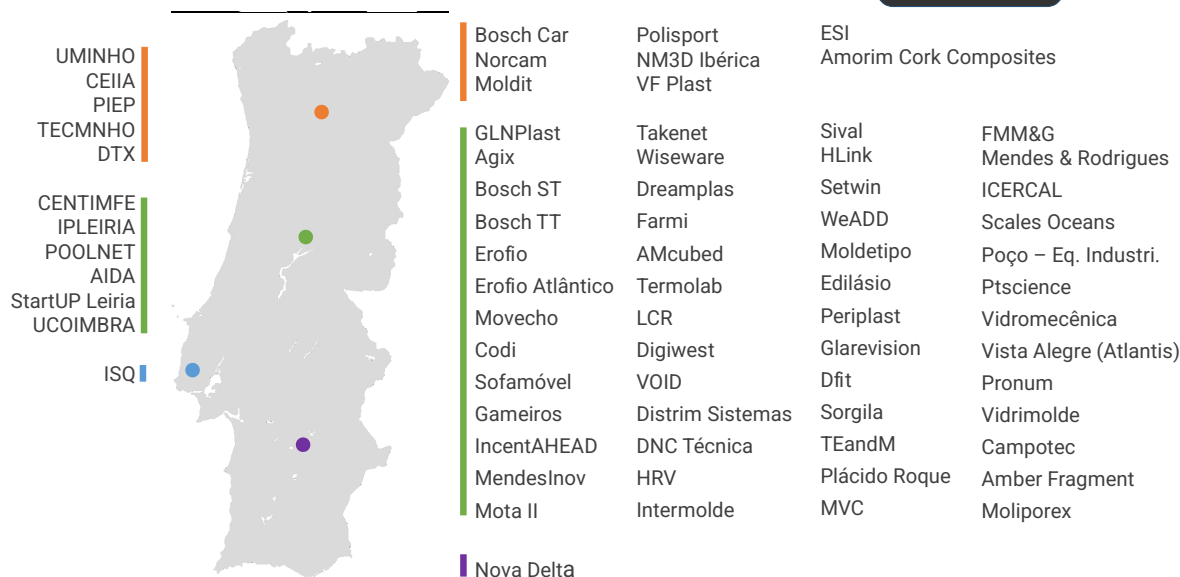 UMINHO
CEIIA
PIEP
TECMNHO
DTX
CENTIMFE
IPLEIRIA
POOLNET
AIDA
StartUP Leiria
UCOIMBRA
ISQ
Bosch Car Polisport ESI
Norcam NM3D Ibérica Amorim Cork Composites
Moldit VF Plast
GLNPlast Takenet Sival FMM&G
Agix Wiseware HLink Mendes & Rodrigues
Bosch ST Dreamplas Setwin ICERCAL
Bosch TT Farmi WeADD Scales Oceans
Erofio AMcubed Moldetipo Poço – Eq. Industri.
Erofio Atlântico Termolab Edilásio Ptscience
Movecho LCR Periplast Vidromecênica
Codi Digiwest Glarevision Vista Alegre (Atlantis)
Sofamóvel VOID Dfit Pronum
Gameiros Distrim Sistemas Sorgila Vidrimolde
IncentAHEAD DNC Técnica TEandM Campotec
MendesInov HRV Plácido Roque Amber Fragment
Mota II Intermolde MVC Moliporex
Nova Delta